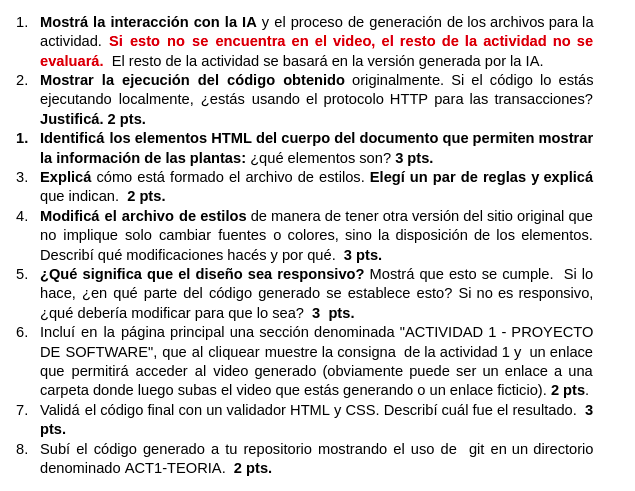 1. Mostrá la interacción con la IA y el proceso de generación de los archivos para la
actividad. Si esto no se encuentra en el video, el resto de la actividad no se
evaluará. El resto de la actividad se basará en la versión generada por la IA.
2. Mostrar la ejecución del código obtenido originalmente. Si el código lo estás
ejecutando localmente, ¿estás usando el protocolo HTTP para las transacciones?
Justificá. 2 pts.
1. Identificá los elementos HTML del cuerpo del documento que permiten mostrar
la información de las plantas: ¿qué elementos son? 3 pts.
3. Explicá cómo está formado el archivo de estilos. Elegí un par de reglas y explicá
que indican. 2 pts.
4. Modificá el archivo de estilos de manera de tener otra versión del sitio original que
no implique solo cambiar fuentes o colores, sino la disposición de los elementos.
Describí qué modificaciones hacés y por qué. 3 pts.
5. ¿Qué significa que el diseño sea responsivo? Mostrá que esto se cumple. Si lo
hace, ¿en qué parte del código generado se establece esto? Si no es responsivo,
¿qué debería modificar para que lo sea? 3 pts.
6. Incluí en la página principal una sección denominada "ACTIVIDAD 1 - PROYECTO
DE SOFTWARE", que al cliquear muestre la consigna de la actividad 1 y un enlace
que permitirá acceder al video generado (obviamente puede ser un enlace a una
carpeta donde luego subas el video que estás generando o un enlace ficticio). 2 pts.
7. Validá el código final con un validador HTML y CSS. Describí cuál fue el resultado. 3
pts.
8. Subí el código generado a tu repositorio mostrando el uso de git en un directorio
denominado ACT1-TEORIA. 2 pts.